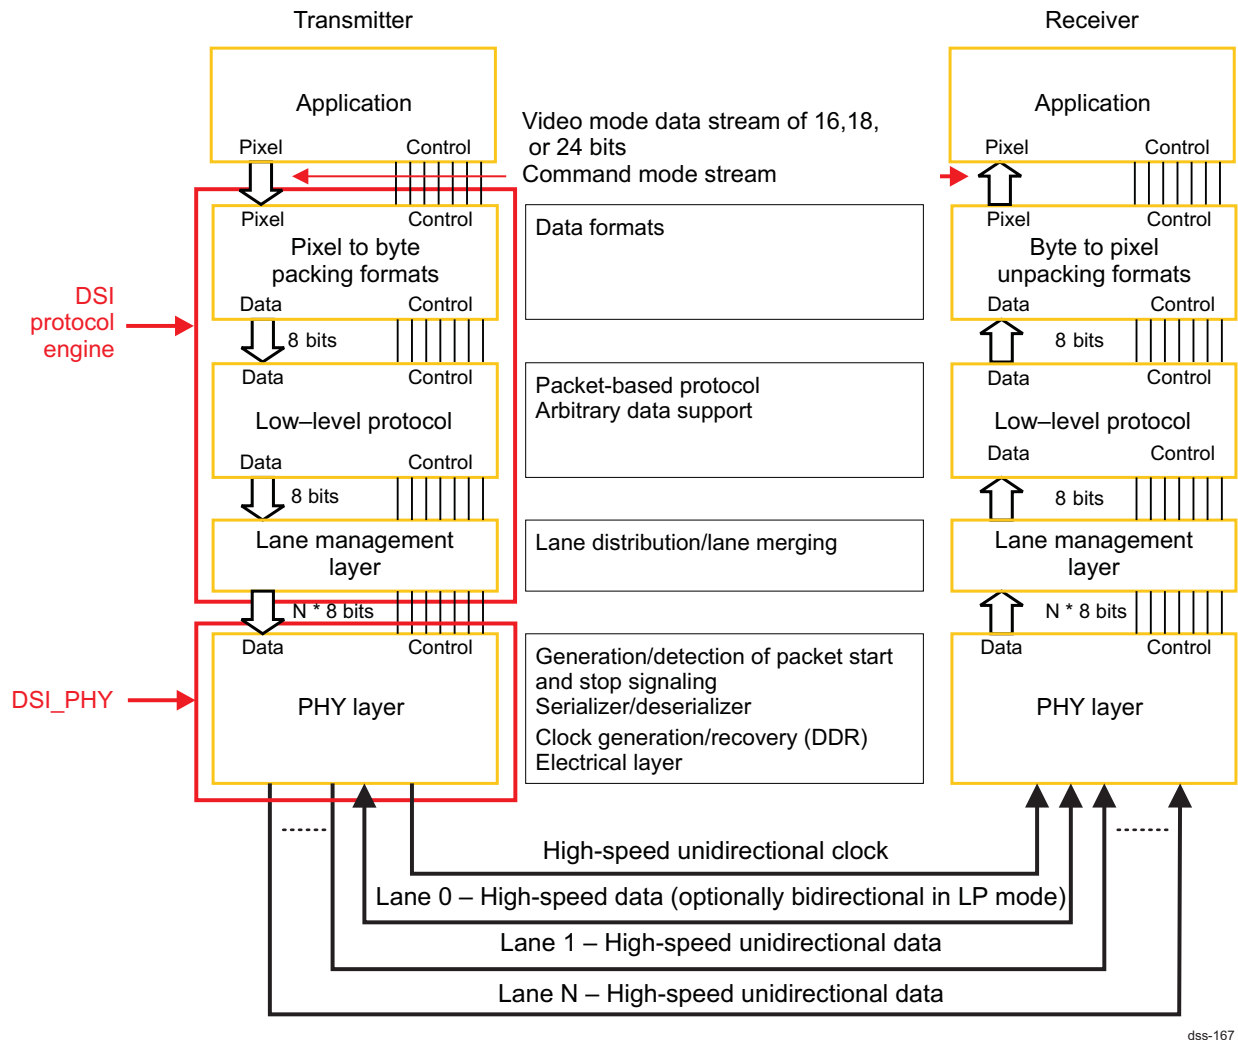 Transmitter
Receiver
Application
Pixel
Control
Video mode data stream of 16,18,
or 24 bits
Command mode stream
Application
Pixel
Control
DSI
protocol
engine
Pixel
Control
Pixel to byte
packing formats
Data
Control
Data formats
Pixel
Control
Byte to pixel
unpacking formats
Data
Control
8 bits
8 bits
Data
Control
Low–level protocol
Data
Control
Packet-based protocol
Arbitrary data support
Data
Control
Low–level protocol
Data
Control
8 bits
8 bits
Lane management
layer
Lane distribution/lane merging
Lane management
layer
N * 8 bits
N * 8 bits
DSI_PHY
Data
Control
PHY layer
Generation/detection of packet start
and stop signaling
Serializer/deserializer
Clock generation/recovery (DDR)
Electrical layer
Data
Control
PHY layer
High-speed unidirectional clock
Lane 0 – High-speed data (optionally bidirectional in LP mode)
Lane 1 – High-speed unidirectional data
Lane N – High-speed unidirectional data
dss-167